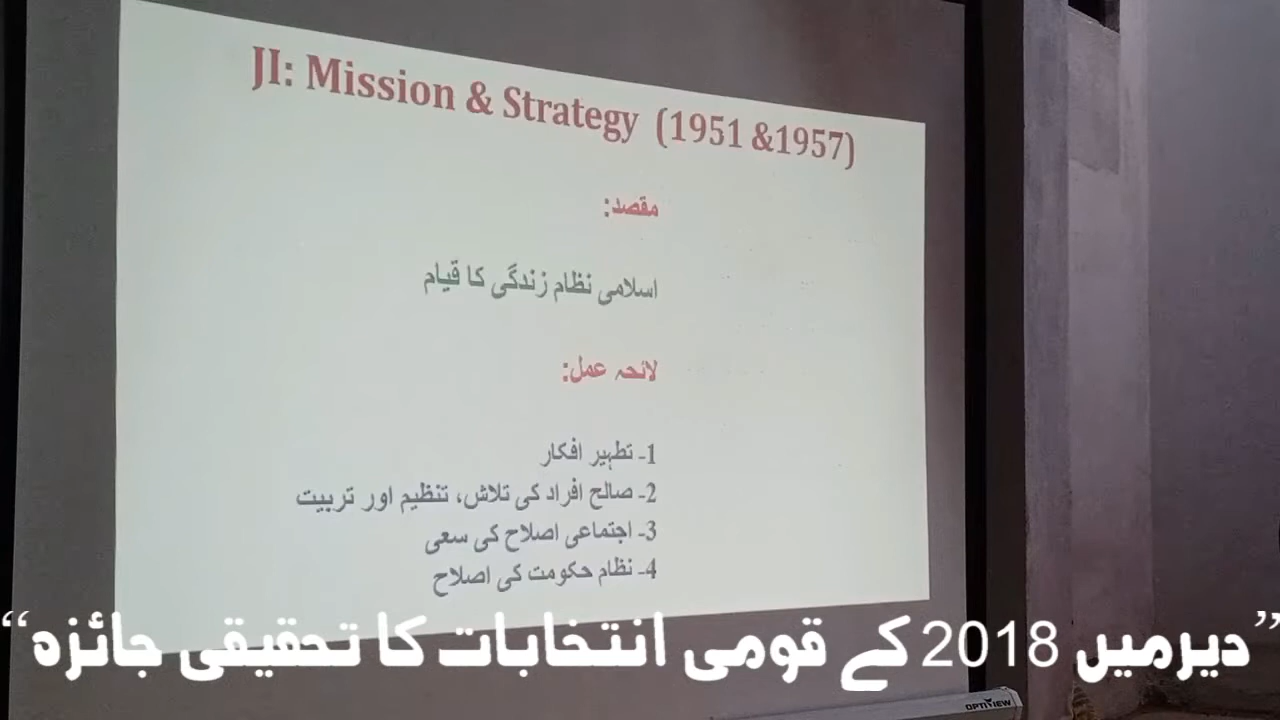 JI: Mission & Strategy (1951 &1957)
مقصد:
اسلامی نظام زندگی کا قیام
لائحہ عمل:
1۔ تطہیر افکار
2۔ صالح افراد کی تلاش، تنظیم اور تربیت
3۔ اجتماعی اصلاح کی سعی
4۔ نظام حکومت کی اصلاح
”دیرمیں 2018 کے قومی انتخابات کا تحقیقی جائزہ“
OPTIVIEW